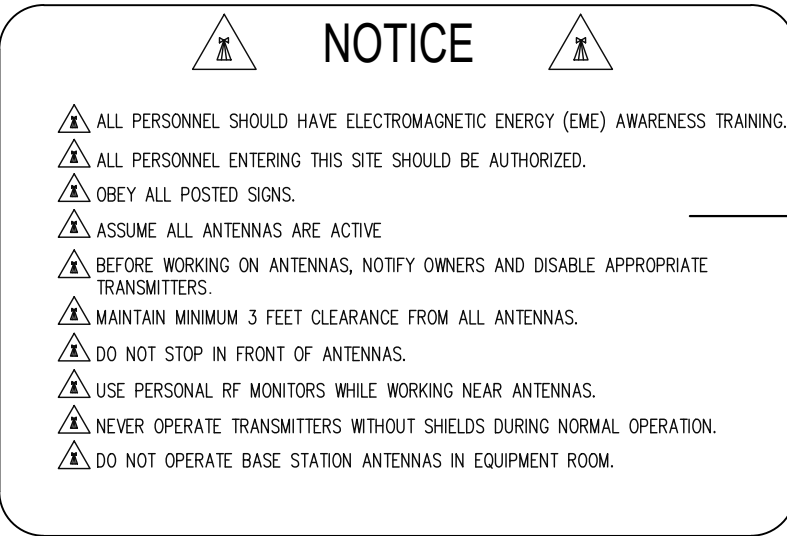 NOTICE
ALL PERSONNEL SHOULD HAVE ELECTROMAGNETIC ENERGY (EME) AWARENESS TRAINING.
ALL PERSONNEL ENTERING THIS SITE SHOULD BE AUTHORIZED.
OBEY ALL POSTED SIGNS.
ASSUME ALL ANTENNAS ARE ACTIVE
BEFORE WORKING ON ANTENNAS, NOTIFY OWNERS AND DISABLE APPROPRIATE
TRANSMITTERS.
MAINTAIN MINIMUM 3 FEET CLEARANCE FROM ALL ANTENNAS.
DO NOT STOP IN FRONT OF ANTENNAS.
USE PERSONAL RF MONITORS WHILE WORKING NEAR ANTENNAS.
NEVER OPERATE TRANSMITTERS WITHOUT SHIELDS DURING NORMAL OPERATION.
DO NOT OPERATE BASE STATION ANTENNAS IN EQUIPMENT ROOM.